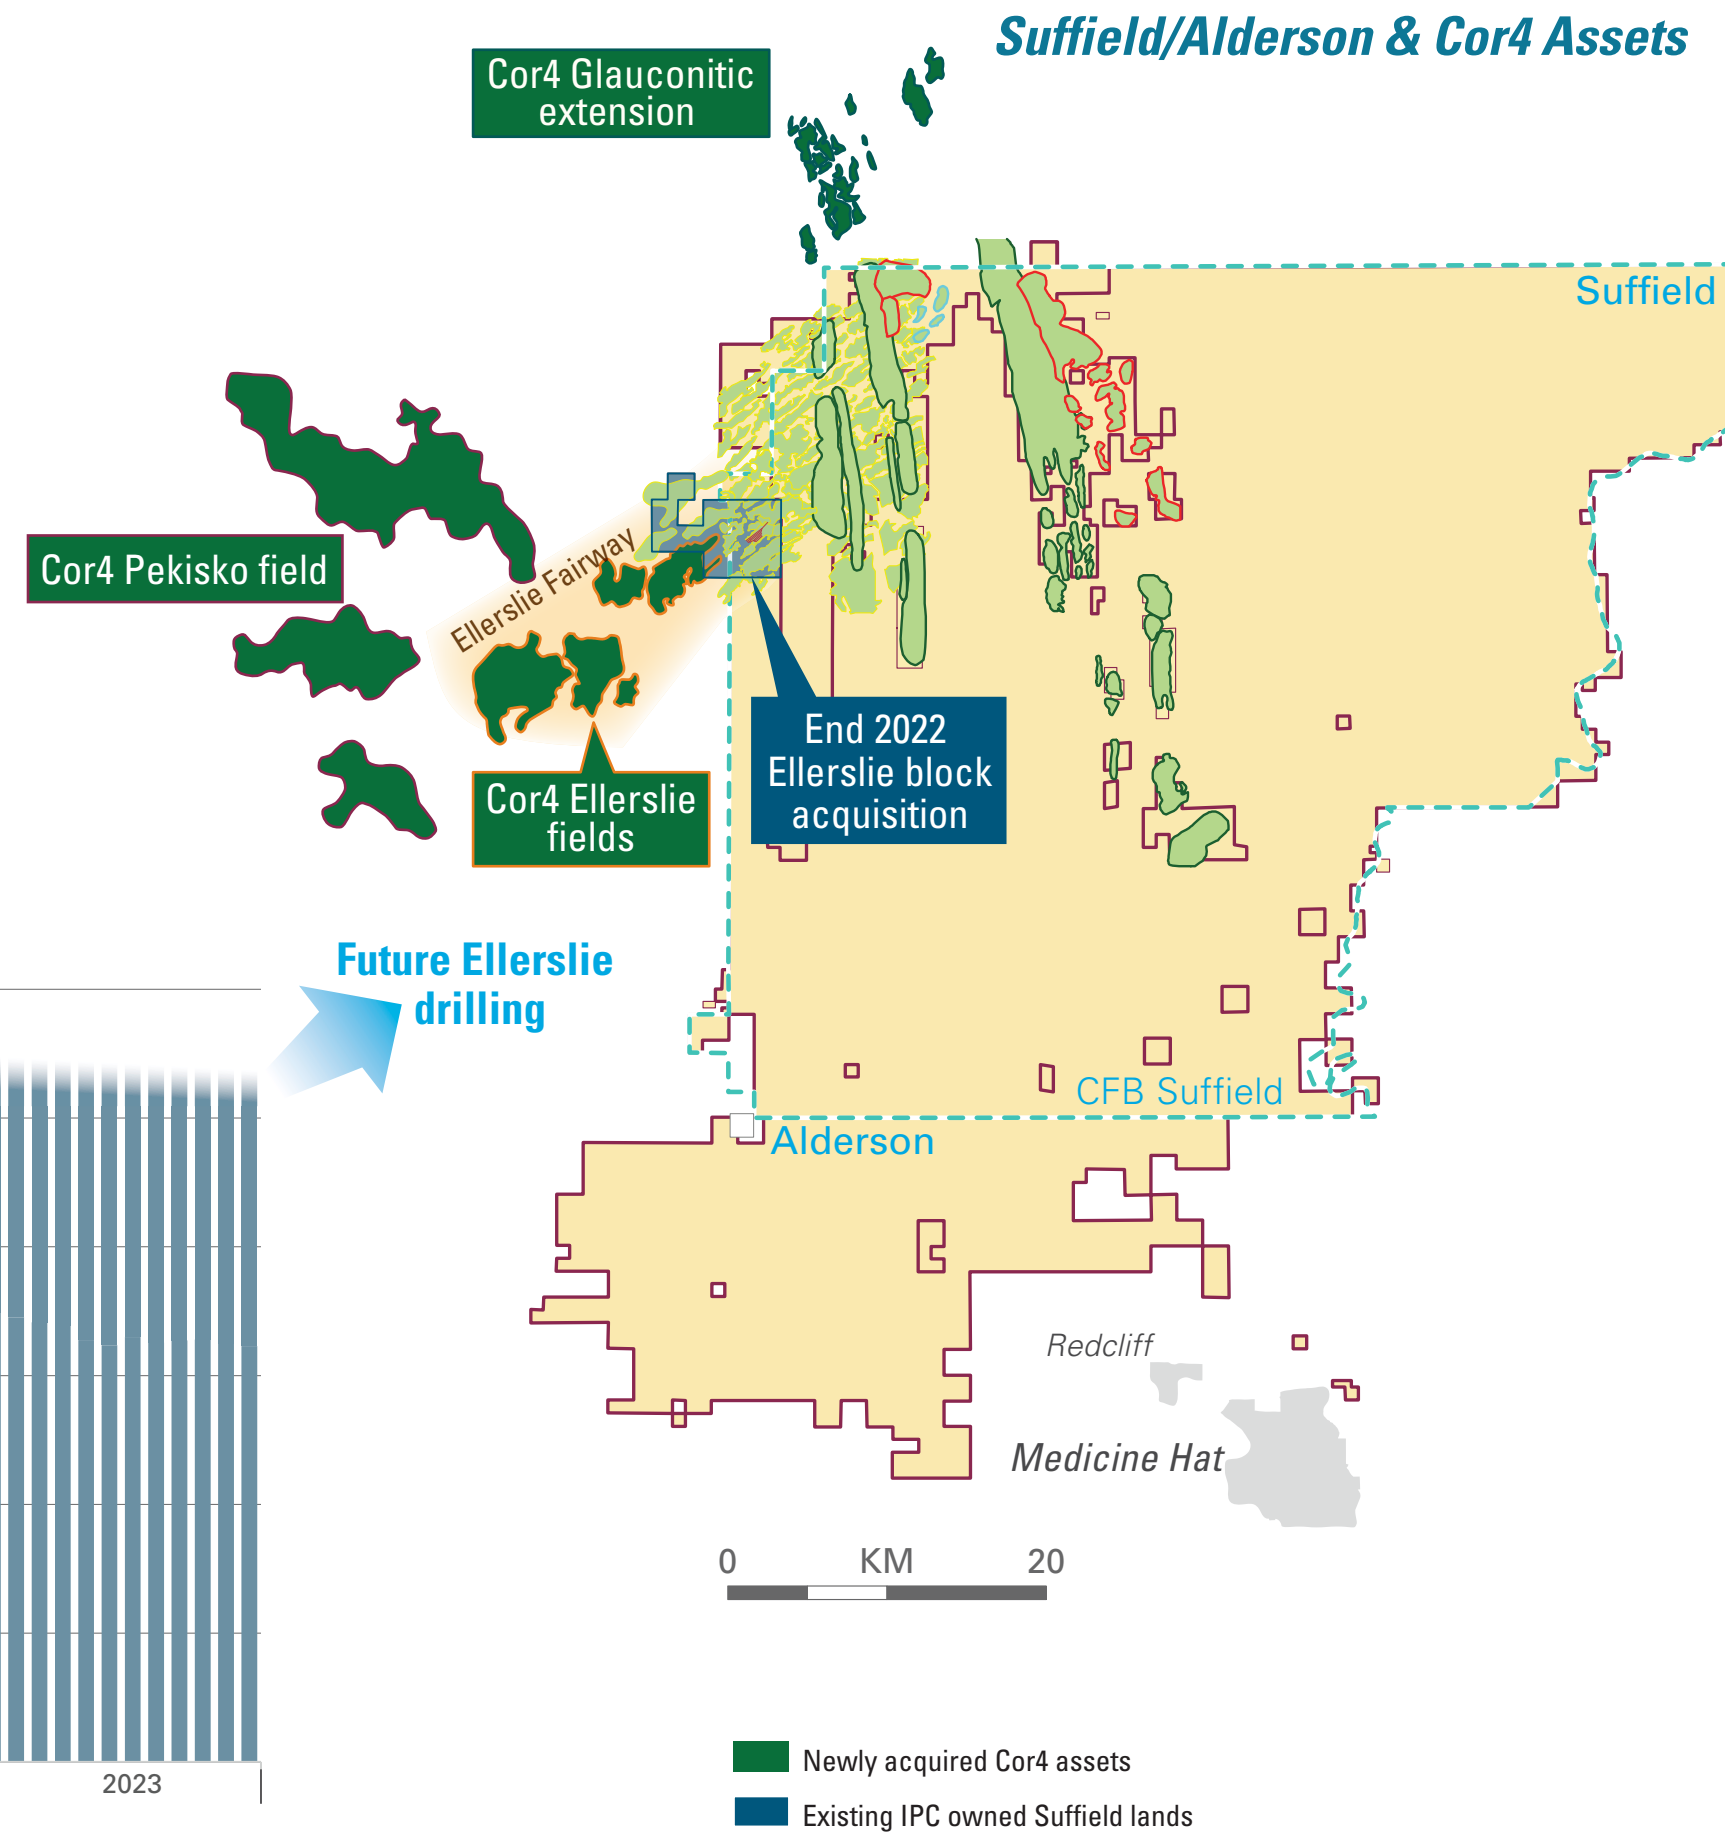 Suffield/Alderson & Cor4 Assets
Cor4 Glauconitic
extension
Suffield
Cor4 Pekisko field
Ellerslie Fairway
End 2022
Ellerslie block
acquisition
Cor4 Ellerslie
fields
Future Ellerslie
drilling
CFB Suffield
Alderson
Redcliff
Medicine Hat
0 KM 20
2023
Newly acquired Cor4 assets
Existing IPC owned Suffield lands